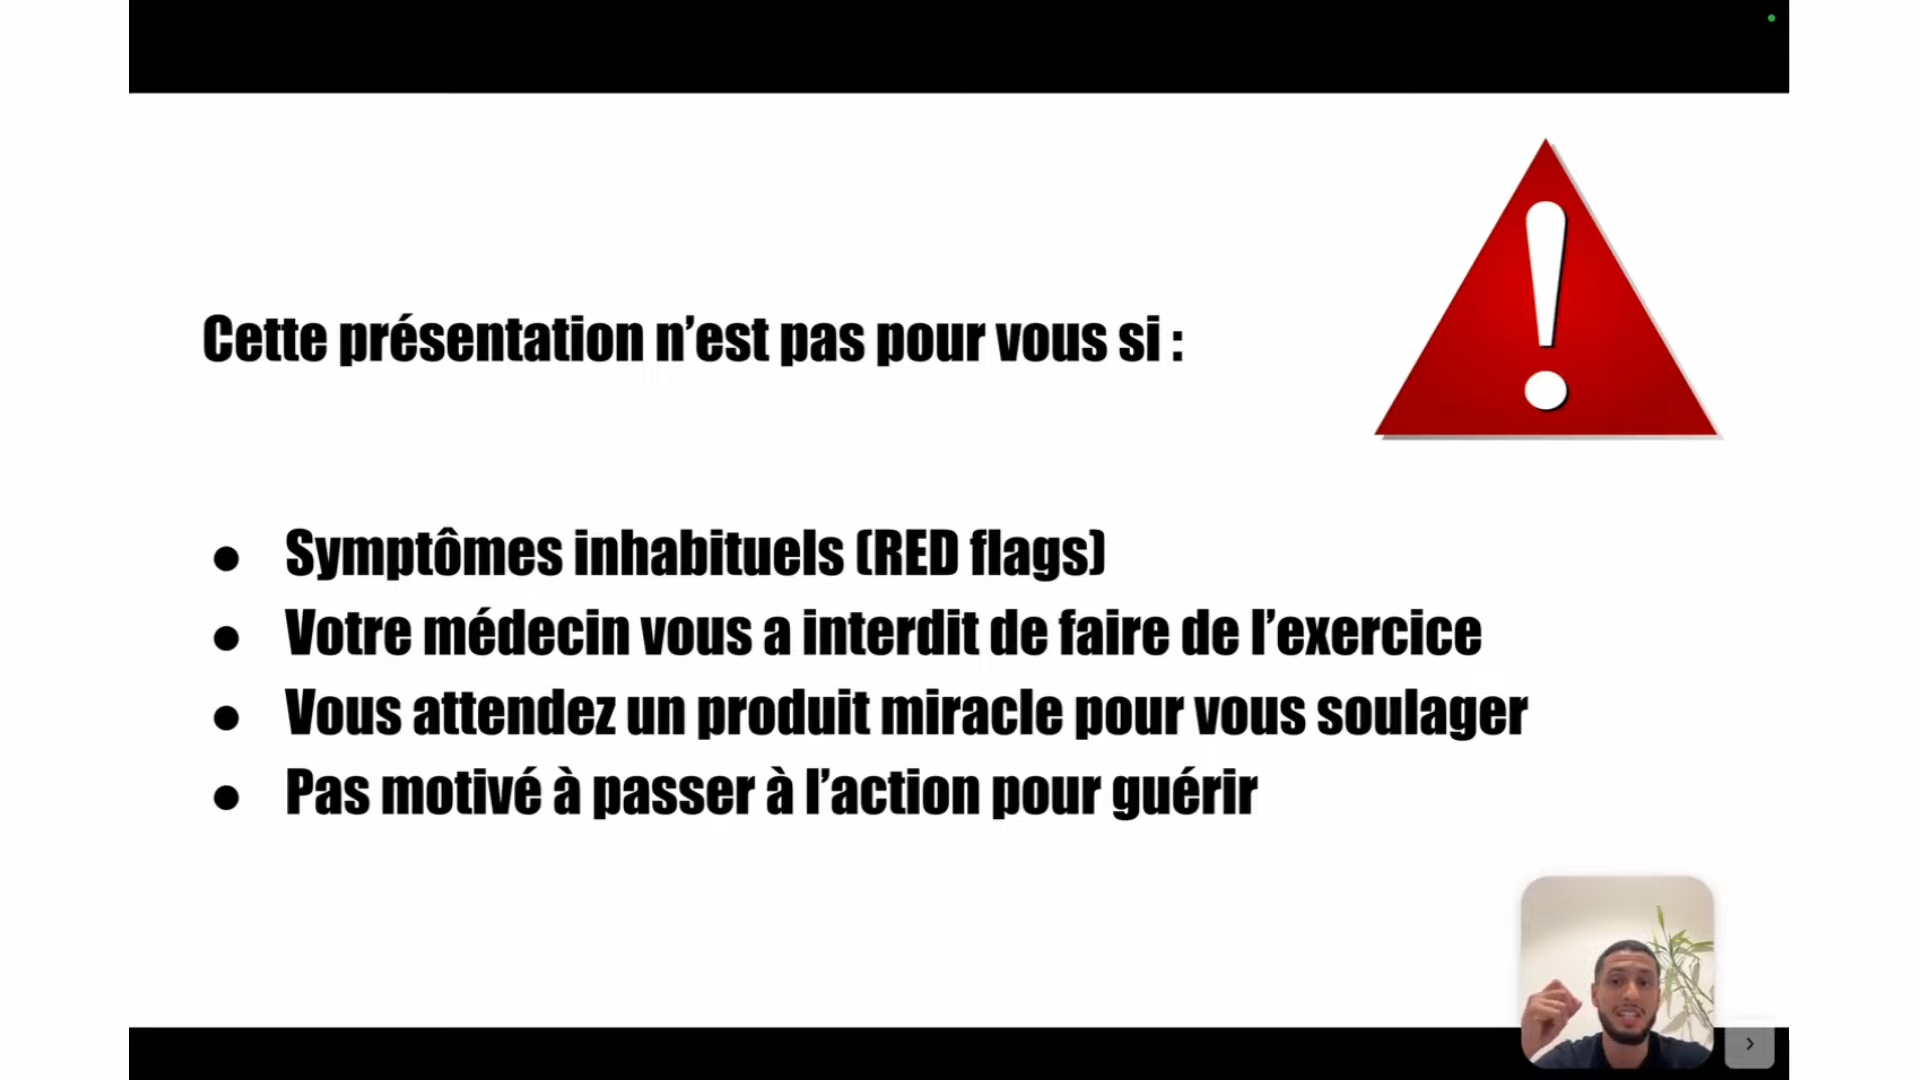 Cette présentation n’est pas pour vous si :
● Symptômes inhabituels (RED flags)
● Votre médecin vous a interdit de faire de l’exercice
● Vous attendez un produit miracle pour vous soulager
● Pas motivé à passer à l’action pour guérir